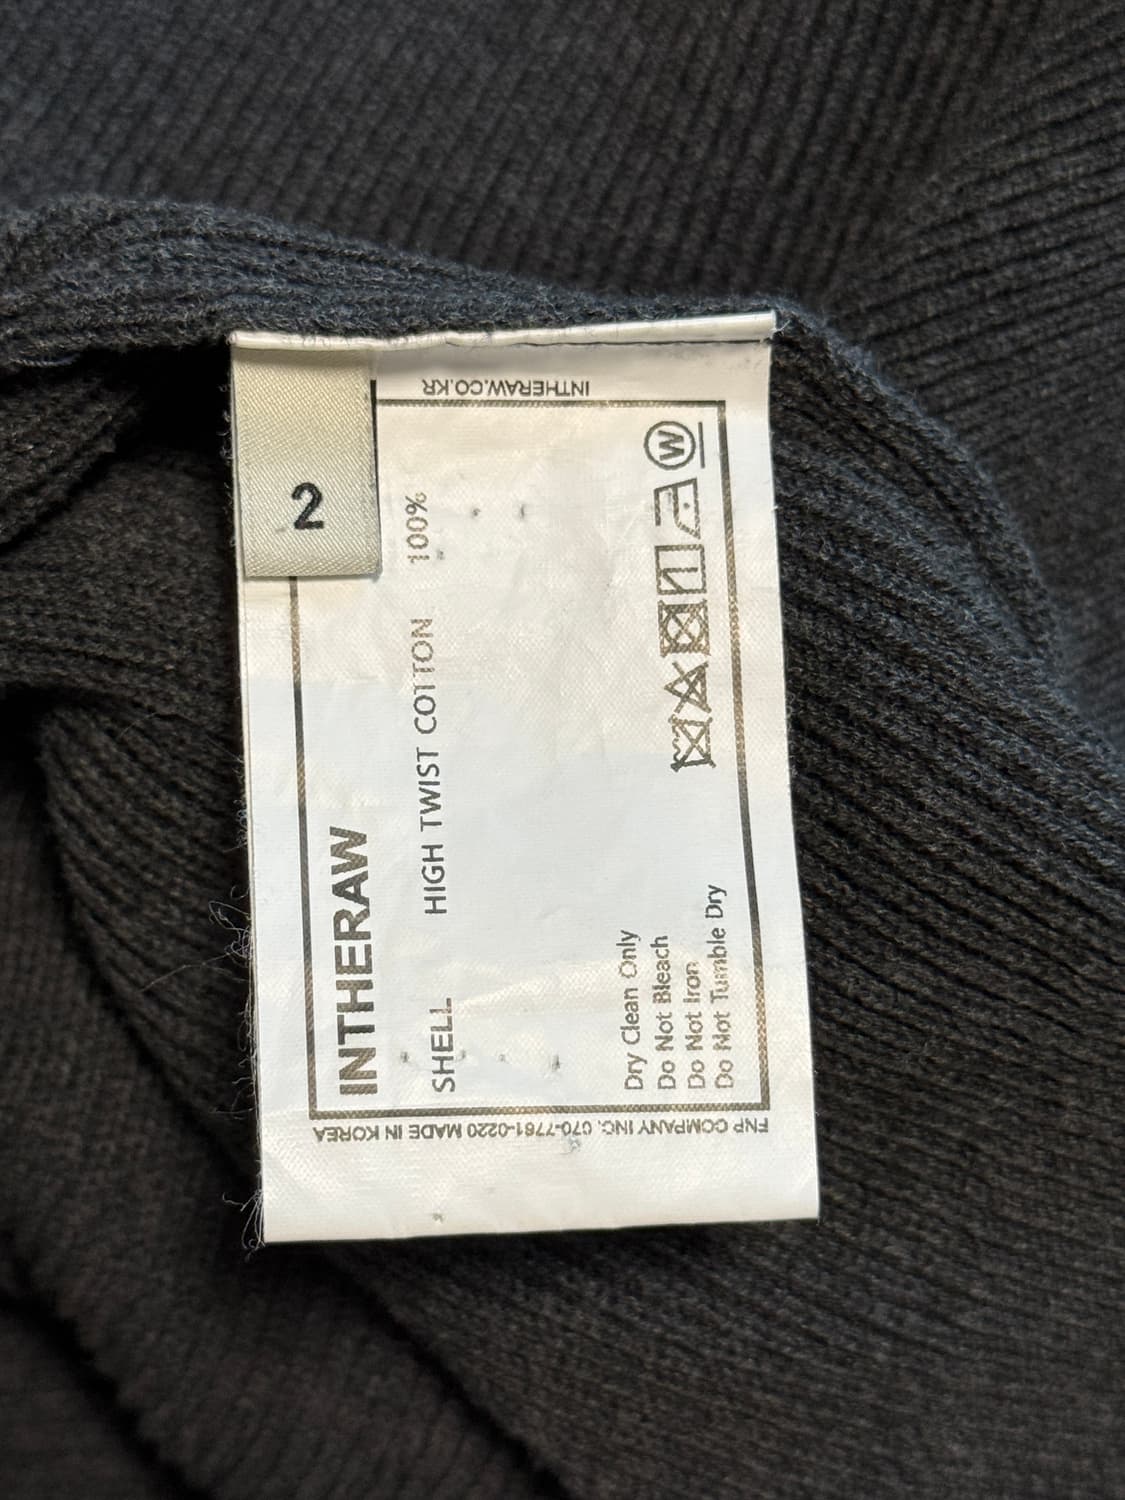 INTHERAW.CO.KR
2
INTHERAW
SHELL HIGH TWIST COTTON 100%
Dry Clean Only
Do Not Bleach
Do Not Iron
Do Not Tumble Dry
W
FNP COMPANY INC. 070-7761-0220 MADE IN KOREA